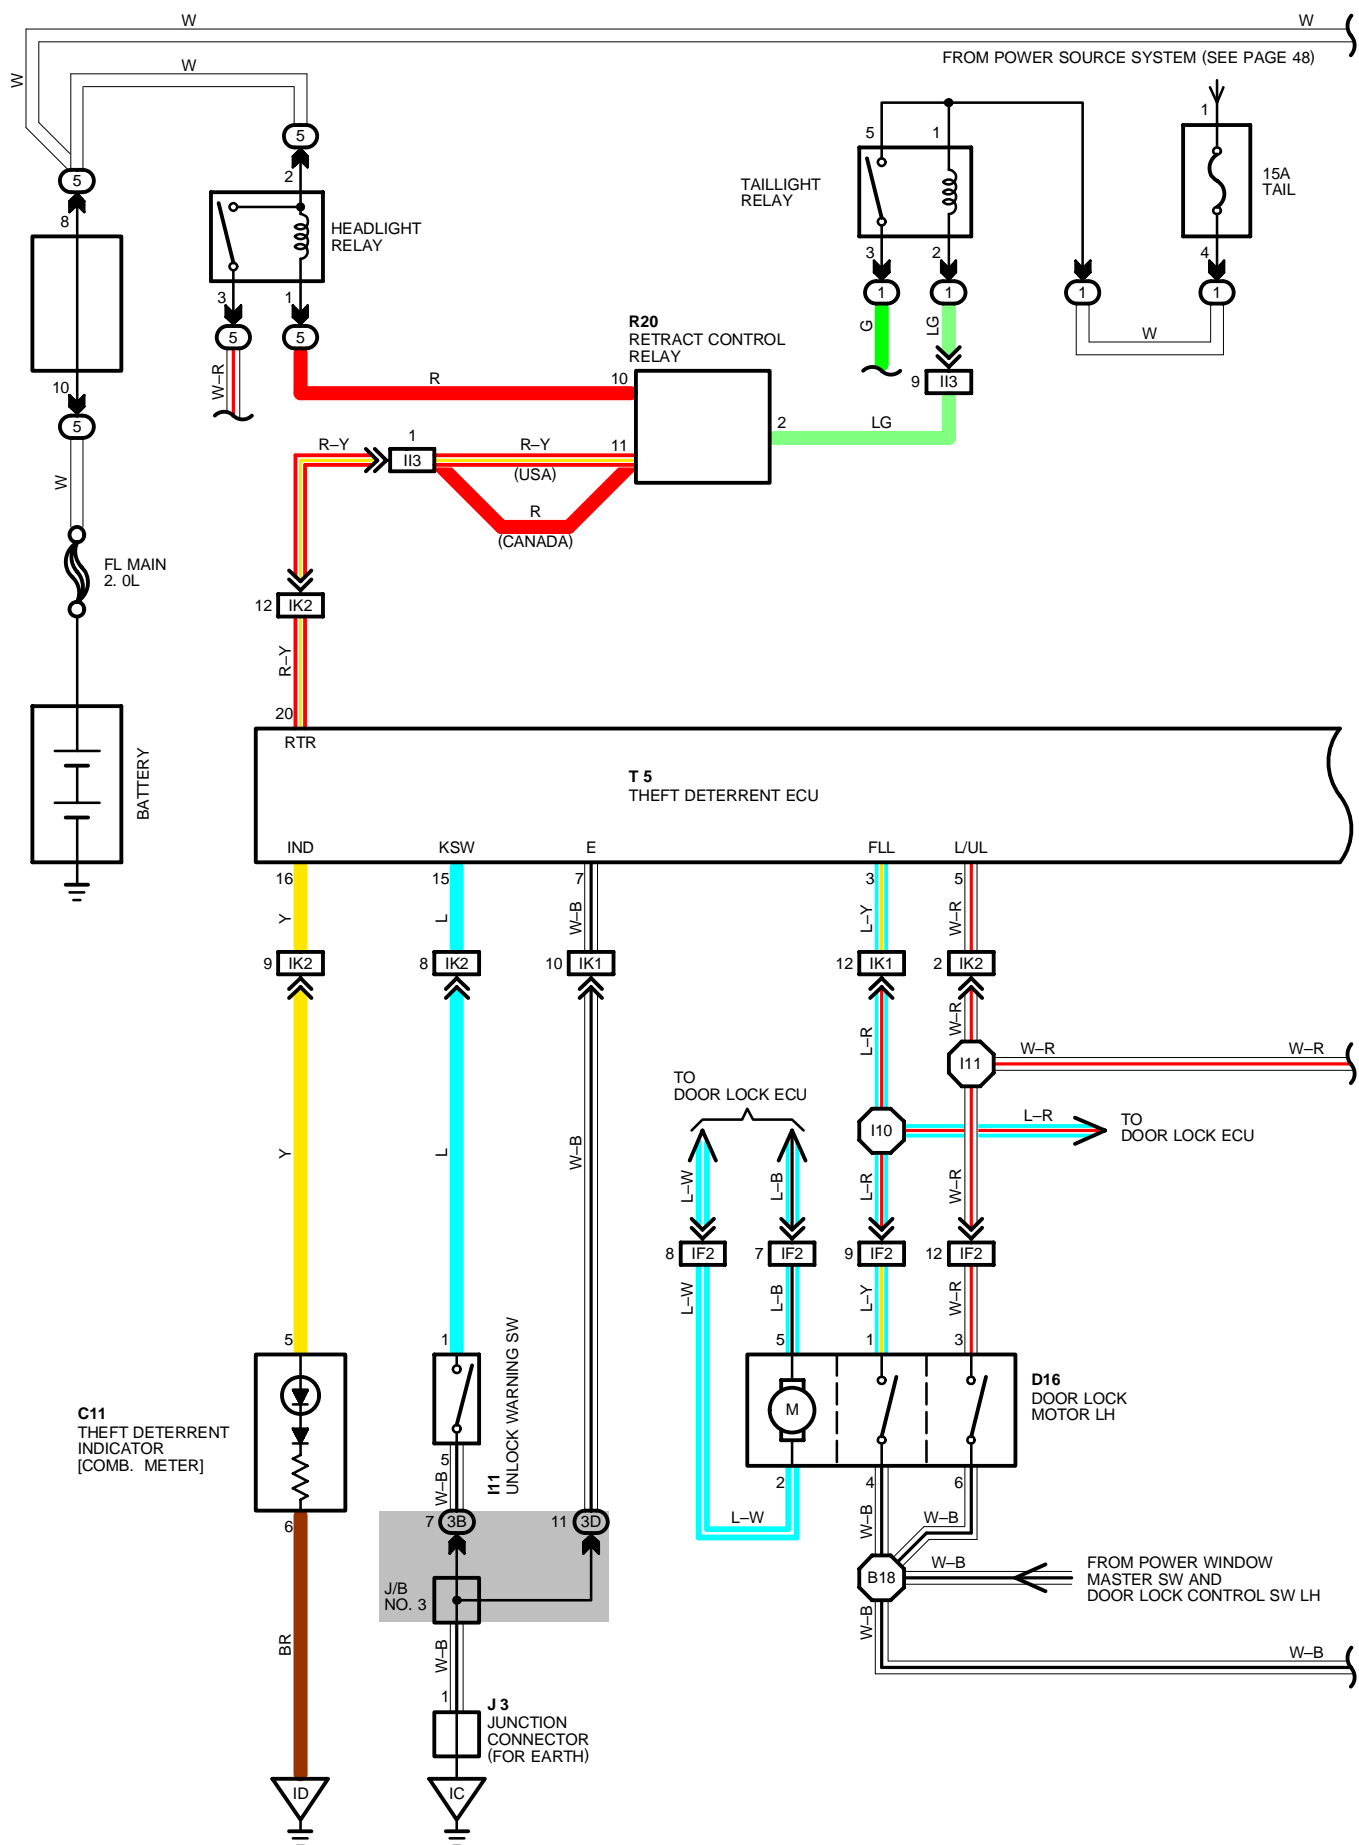 W
W
FROM POWER SOURCE SYSTEM (SEE PAGE 48)
W
W
1
5
5
1
5
2
TAILLIGHT
RELAY
15A
TAIL
8
HEADLIGHT
RELAY
3
1
3
2
4
1
1
1
1
5
5
G
LG
W
R20
RETRACT CONTROL
RELAY
W–R
R
10
9
II3
10
5
2
LG
1
R–Y
II3
R–Y
11
(USA)
W
R
(CANADA)
FL MAIN
2. 0L
12
IK2
R–Y
20
RTR
BATTERY
T 5
THEFT DETERRENT ECU
IND
KSW
E
FLL
L/UL
16
15
7
3
5
Y
L
W–B
L–Y
W–R
9
IK2
8
IK2
10
IK1
12
IK1
2
IK2
L–R
W–R
I11
W–R
W–R
TO
DOOR LOCK ECU
I10
L–R
TO
DOOR LOCK ECU
Y
L
W–B
L–W
L–B
L–R
W–R
8
IF2
7
IF2
9
IF2
12
IF2
L–W
L–B
L–Y
W–R
5
1
5
1
3
C11
THEFT DETERRENT
INDICATOR
[COMB. METER]
I11
UNLOCK WARNING SW
M
D16
DOOR LOCK
MOTOR LH
5
2
4
6
W–B
6
7
3B
11
3D
L–W
W–B
W–B
B18
W–B
FROM POWER WINDOW
MASTER SW AND
DOOR LOCK CONTROL SW LH
J/B
NO. 3
W–B
W–B
BR
W–B
1
J 3
JUNCTION
CONNECTOR
(FOR EARTH)
ID
IC